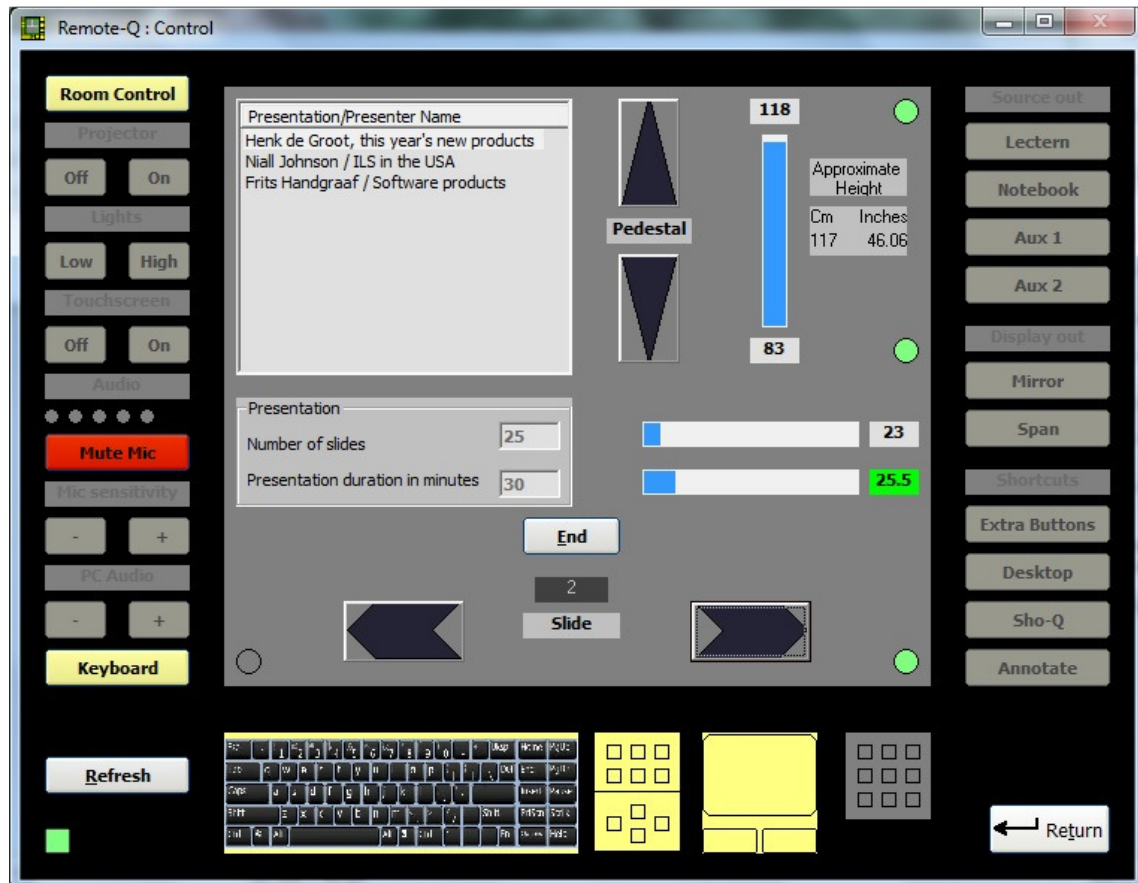 Remote-Q : Control
Room Control
Projector
Off On
Lights
Low High
Touchscreen
Off On
Audio
Mute Mic
Mic sensitivity
- +
PC Audio
- +
Keyboard
Refresh
Presentation/Presenter Name
Henk de Groot, this year's new products
Niall Johnson / ILS in the USA
Frits Handgraaf / Software products
Pedestal
118
83
Approximate
Height
Cm Inches
117 46.06
Presentation
Number of slides 25
Presentation duration in minutes 30
23
25.5
End
2
Slide
Source out
Lectern
Notebook
Aux 1
Aux 2
Display out
Mirror
Span
Shortcuts
Extra Buttons
Desktop
Sho-Q
Annotate
Return